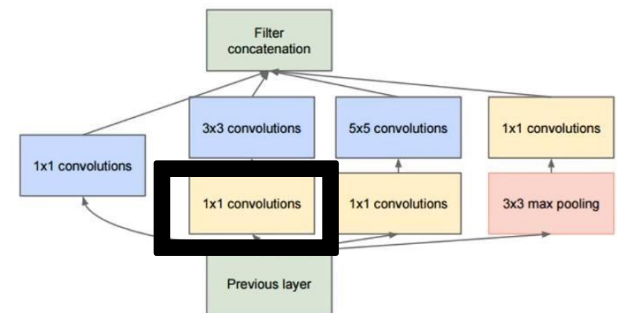 Filter
concatenation
3x3 convolutions
5x5 convolutions
1x1 convolutions
1x1 convolutions
1x1 convolutions
1x1 convolutions
3x3 max pooling
Previous layer